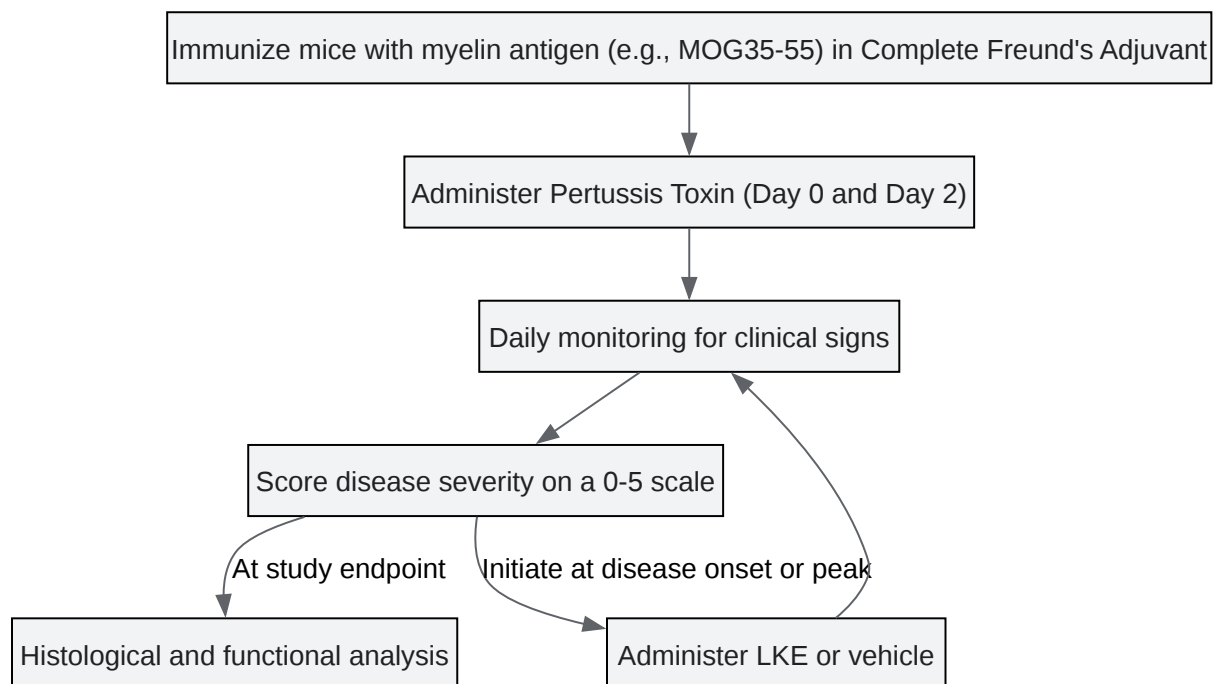 Immunize mice with myelin antigen (e.g., MOG35-55) in Complete Freund's Adjuvant
Administer Pertussis Toxin (Day 0 and Day 2)
Daily monitoring for clinical signs
Score disease severity on a 0-5 scale
At study endpoint
Initiate at disease onset or peak
Histological and functional analysis
Administer LKE or vehicle